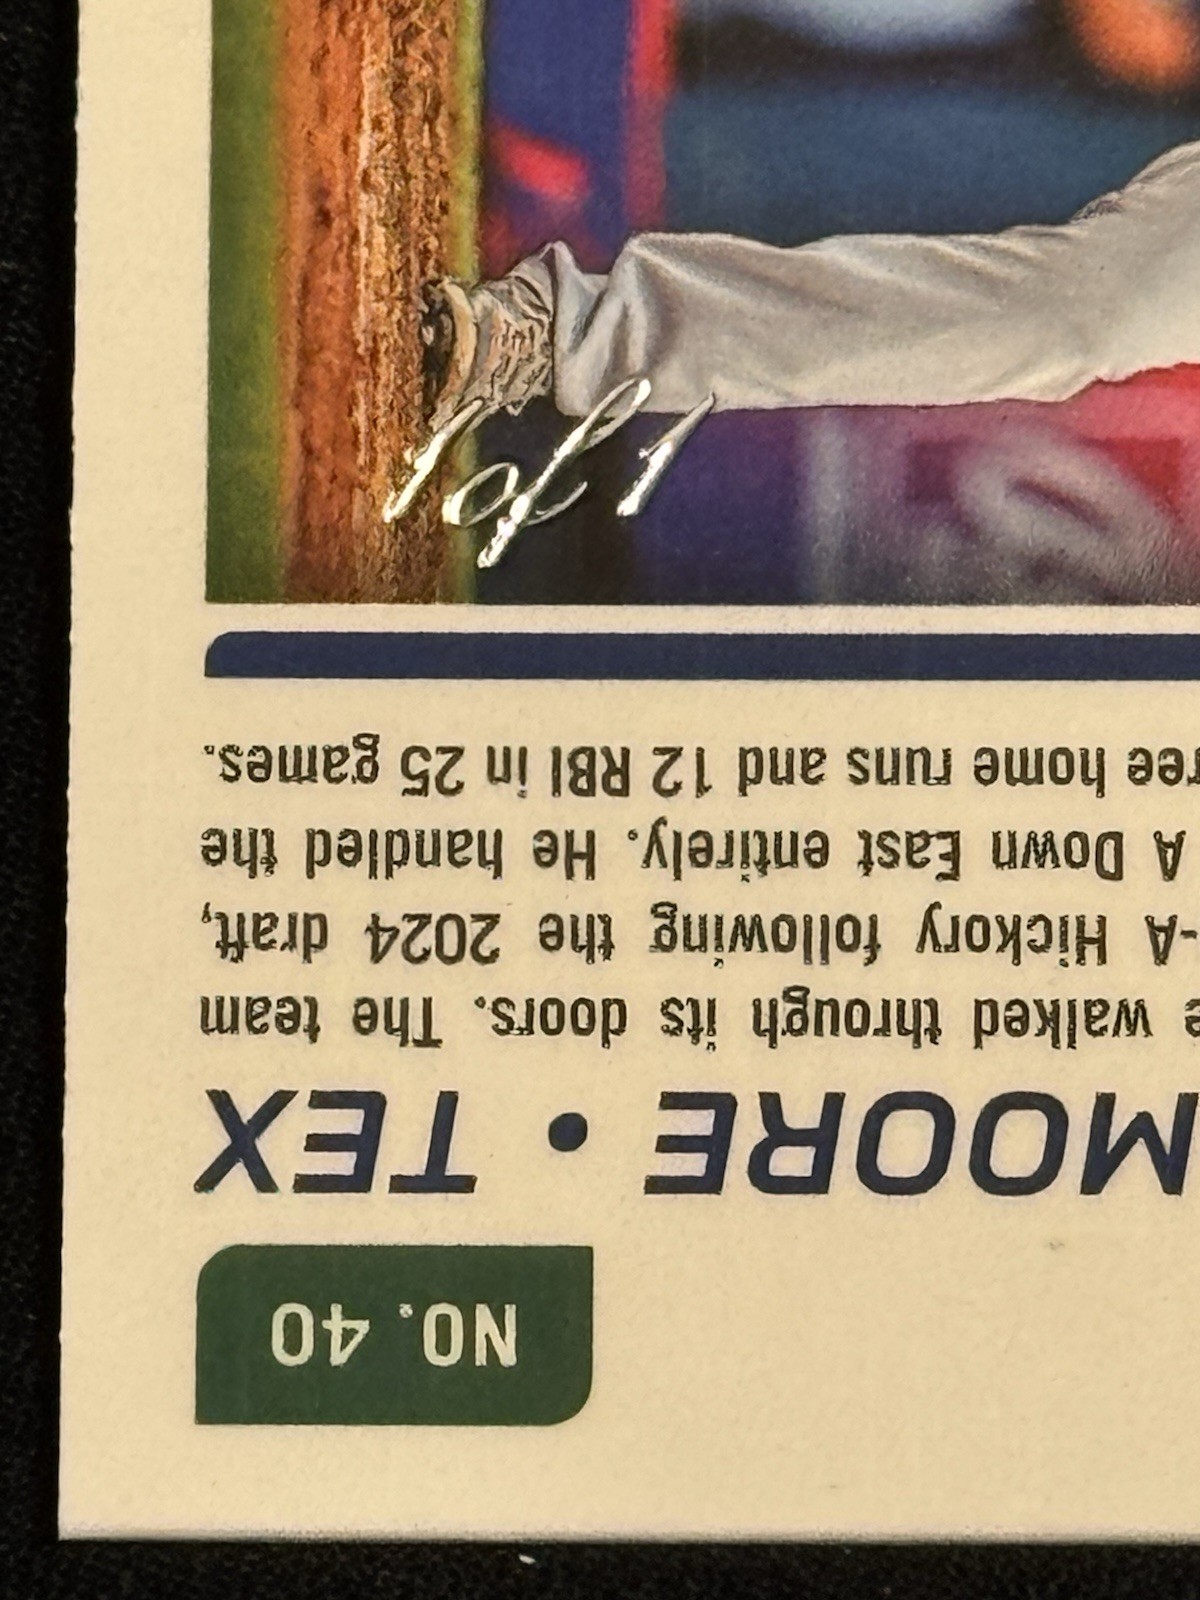 NO. 40
MOORE • TEX
e walked through its doors. The team
-A Hickory following the 2024 draft,
A Down East entirely. He handled the
ree home runs and 12 RBI in 25 games.
1 of 1